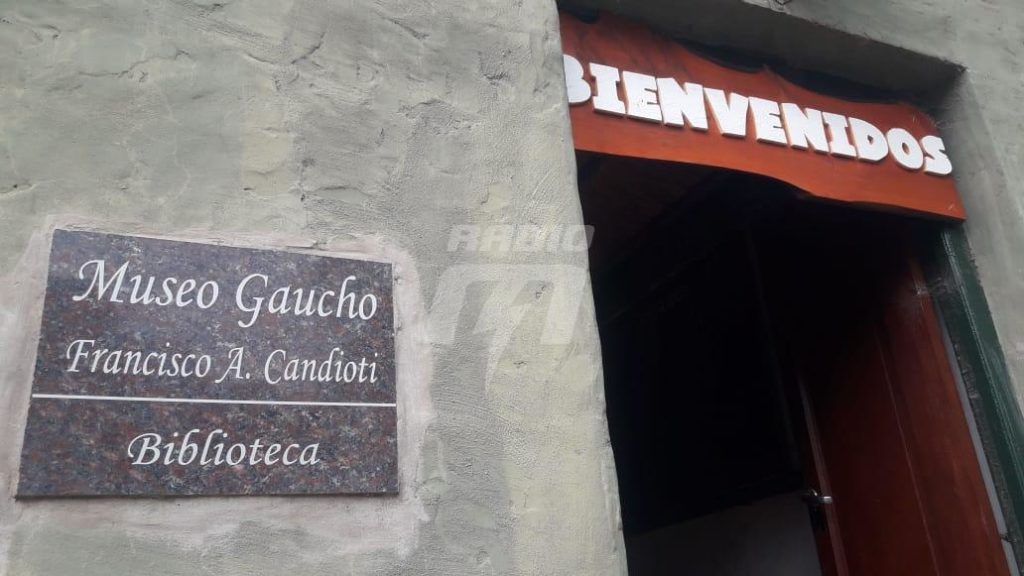 BIENVENIDOS
RADIO
Museo Gaucho
Francisco A. Candioti
Biblioteca